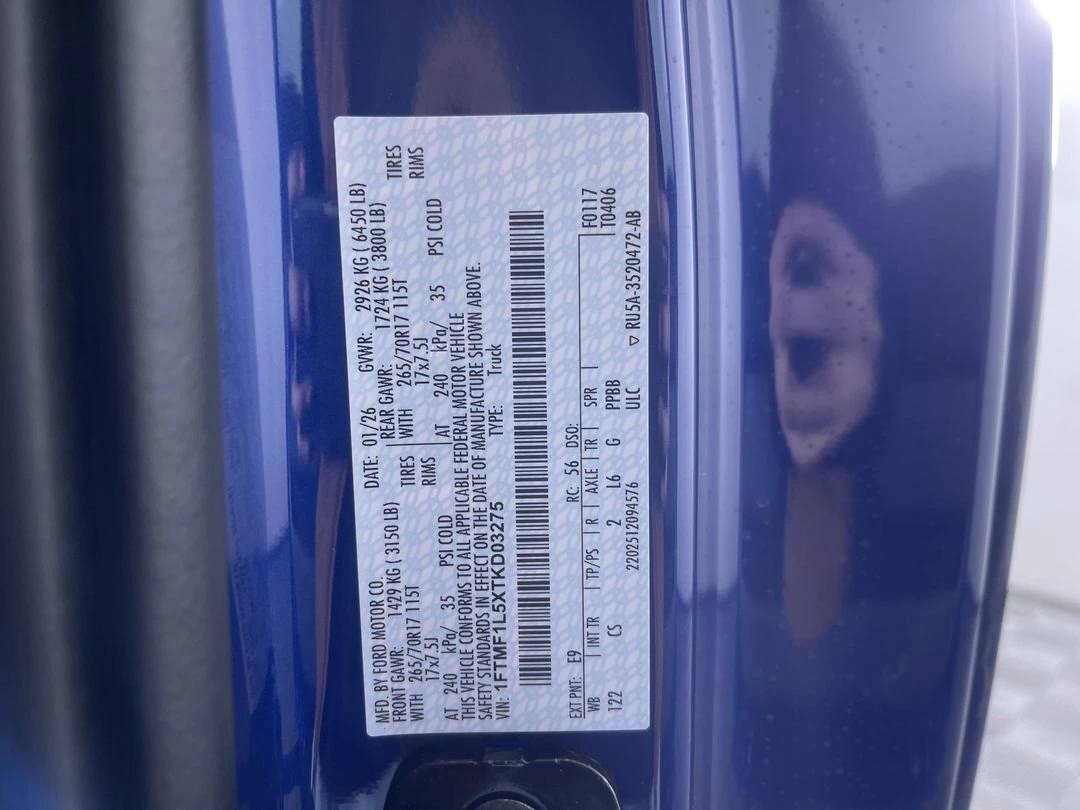 MFD. BY FORD MOTOR CO. DATE: 01/26 GVWR: 2926 KG ( 6450 LB)
FRONT GAWR: 1429 KG ( 3150 LB) REAR GAWR: 1724 KG ( 3800 LB)
WITH 265/70R17 115T TIRES WITH 265/70R17 115T TIRES
17x7.5J RIMS 17x7.5J RIMS
AT 240 kPa/ 35 PSI COLD AT 240 kPa/ 35 PSI COLD
THIS VEHICLE CONFORMS TO ALL APPLICABLE FEDERAL MOTOR VEHICLE
SAFETY STANDARDS IN EFFECT ON THE DATE OF MANUFACTURE SHOWN ABOVE.
VIN: 1FTMF1L5XTKD03275 TYPE: Truck
EXT PNT: E9 RC: 56 DSO: F0117
WB INT TR TP/PS R AXLE TR SPR T0406
122 CS 2 L6 G PPBB
2202512094576 ULC ▽ RU5A-3520472-AB